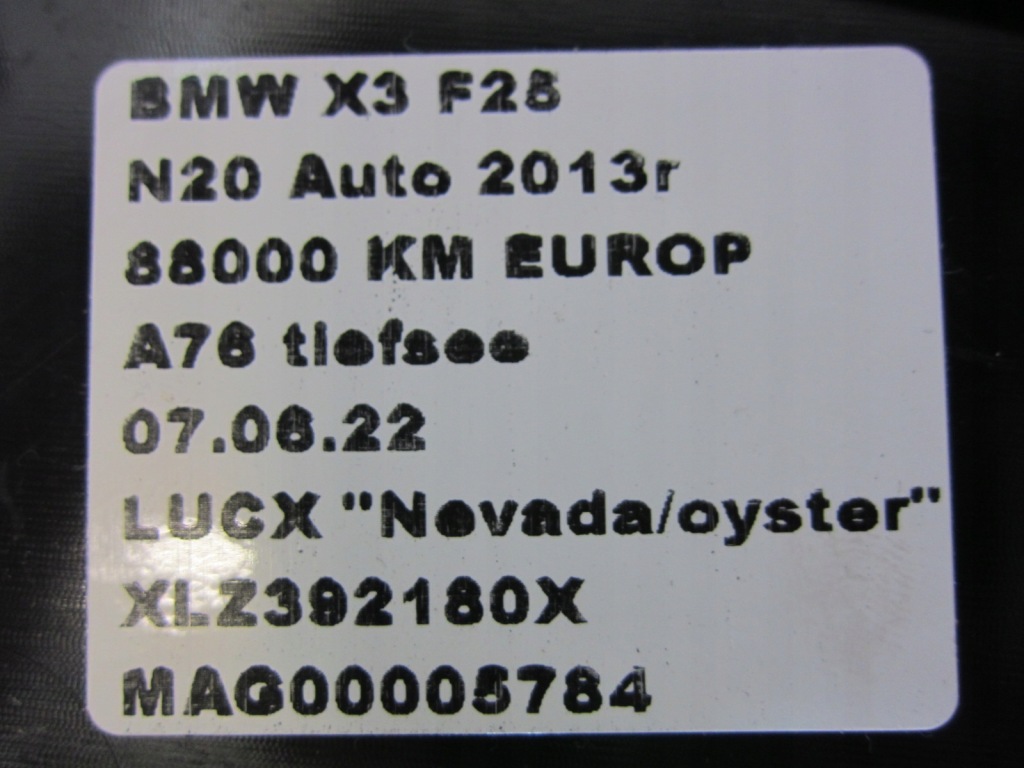 BMW X3 F25
N20 Auto 2013r
88000 KM EUROP
A76 tiefsee
07.06.22
LUCX "Nevada/oyster"
XLZ392180X
MAG00005784